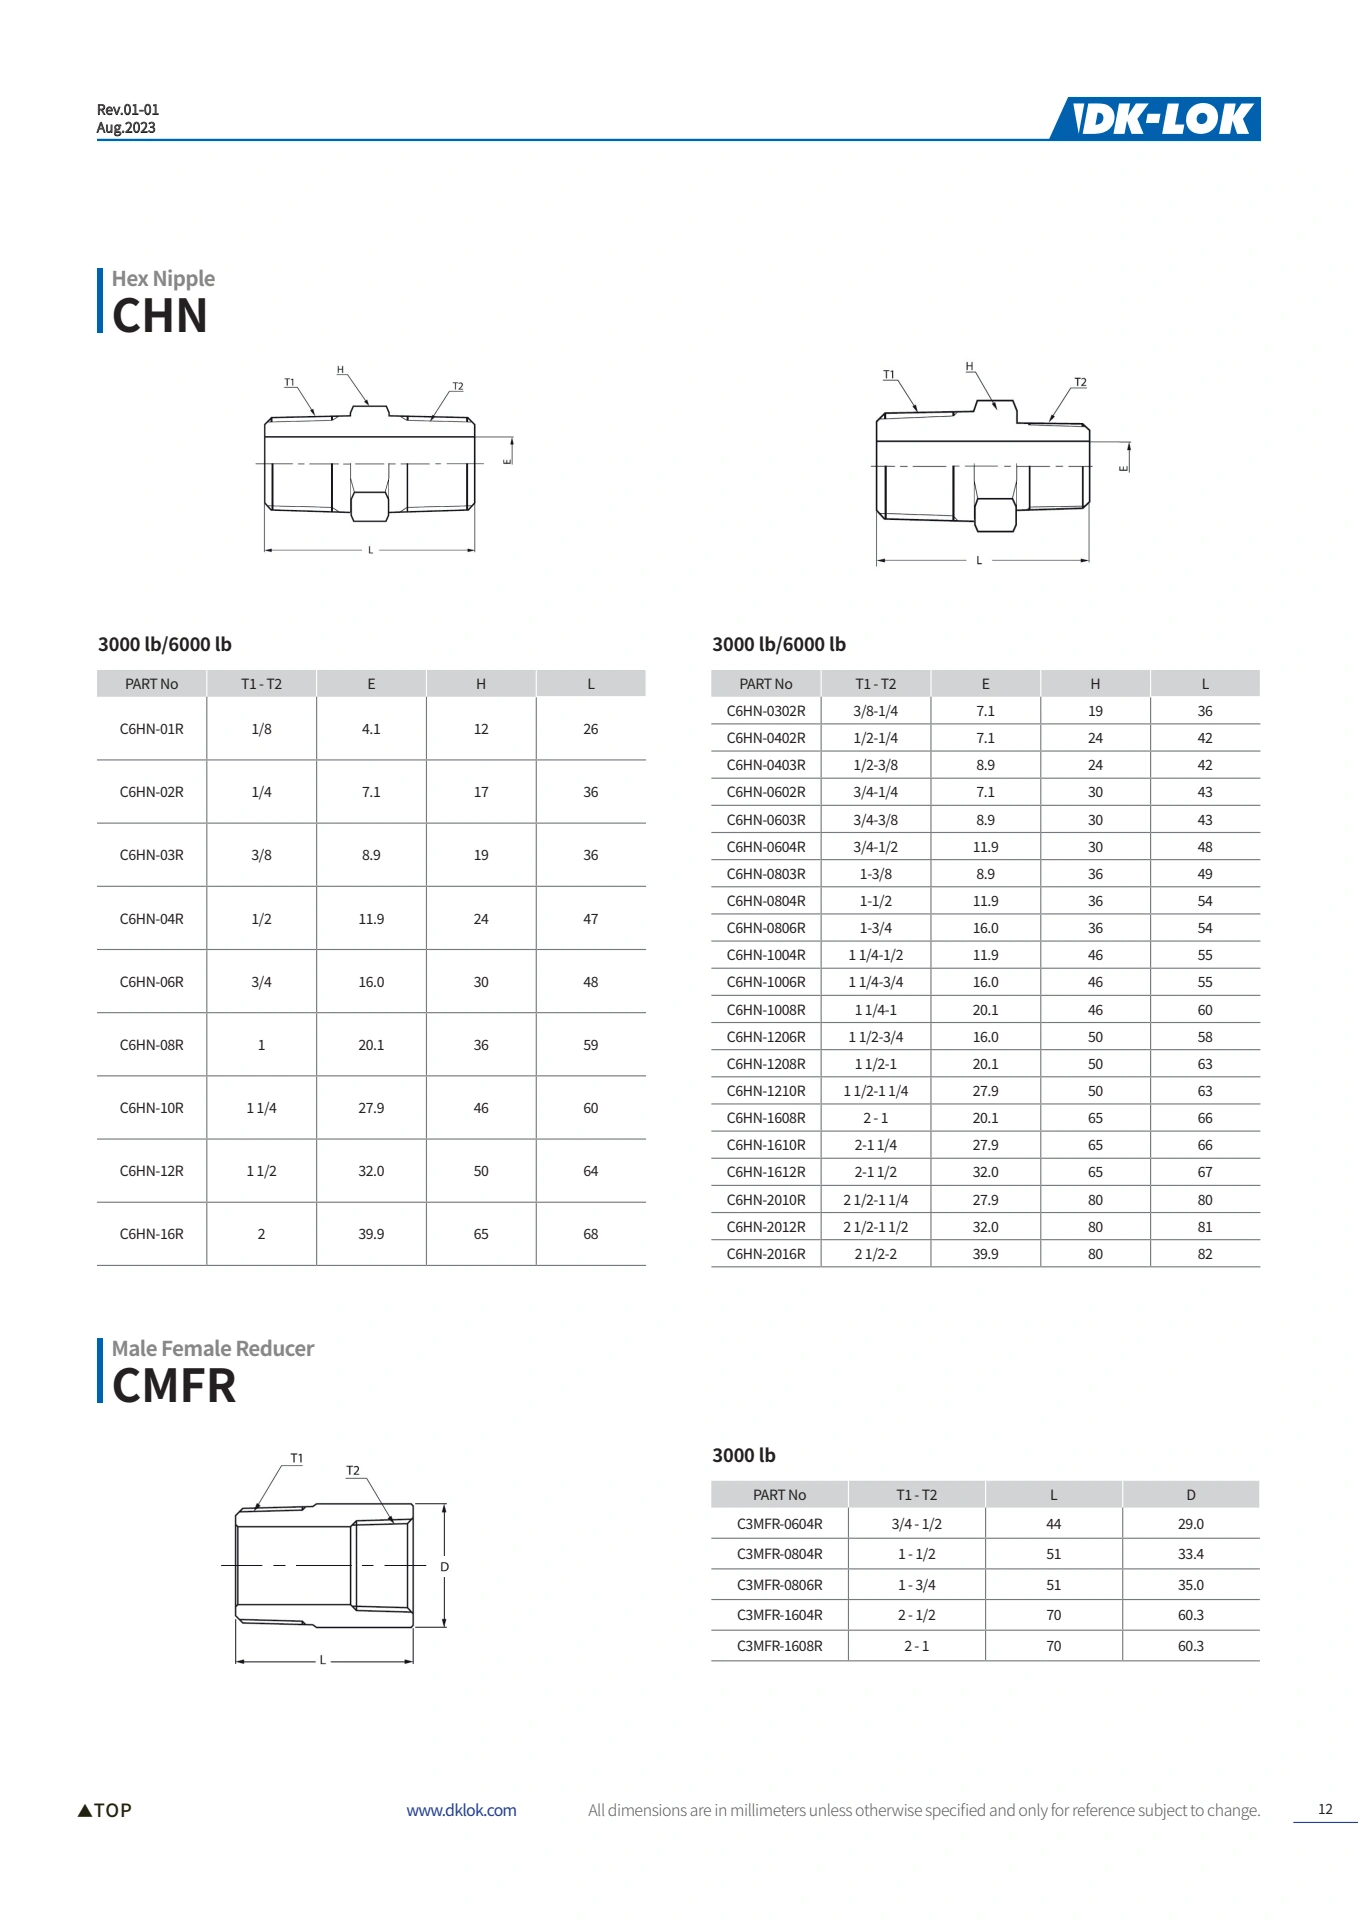 Rev.01-01
Aug.2023
DK-LOK
Hex Nipple
CHN
T1
H
T2
E
L
T1
H
T2
E
L
3000 lb/6000 lb
PART No T1 - T2 E H L
C6HN-01R 1/8 4.1 12 26
C6HN-02R 1/4 7.1 17 36
C6HN-03R 3/8 8.9 19 36
C6HN-04R 1/2 11.9 24 47
C6HN-06R 3/4 16.0 30 48
C6HN-08R 1 20.1 36 59
C6HN-10R 1 1/4 27.9 46 60
C6HN-12R 1 1/2 32.0 50 64
C6HN-16R 2 39.9 65 68
3000 lb/6000 lb
PART No T1 - T2 E H L
C6HN-0302R 3/8-1/4 7.1 19 36
C6HN-0402R 1/2-1/4 7.1 24 42
C6HN-0403R 1/2-3/8 8.9 24 42
C6HN-0602R 3/4-1/4 7.1 30 43
C6HN-0603R 3/4-3/8 8.9 30 43
C6HN-0604R 3/4-1/2 11.9 30 48
C6HN-0803R 1-3/8 8.9 36 49
C6HN-0804R 1-1/2 11.9 36 54
C6HN-0806R 1-3/4 16.0 36 54
C6HN-1004R 1 1/4-1/2 11.9 46 55
C6HN-1006R 1 1/4-3/4 16.0 46 55
C6HN-1008R 1 1/4-1 20.1 46 60
C6HN-1206R 1 1/2-3/4 16.0 50 58
C6HN-1208R 1 1/2-1 20.1 50 63
C6HN-1210R 1 1/2-1 1/4 27.9 50 63
C6HN-1608R 2 - 1 20.1 65 66
C6HN-1610R 2-1 1/4 27.9 65 66
C6HN-1612R 2-1 1/2 32.0 65 67
C6HN-2010R 2 1/2-1 1/4 27.9 80 80
C6HN-2012R 2 1/2-1 1/2 32.0 80 81
C6HN-2016R 2 1/2-2 39.9 80 82
Male Female Reducer
CMFR
T1
T2
D
L
3000 lb
PART No T1 - T2 L D
C3MFR-0604R 3/4 - 1/2 44 29.0
C3MFR-0804R 1 - 1/2 51 33.4
C3MFR-0806R 1 - 3/4 51 35.0
C3MFR-1604R 2 - 1/2 70 60.3
C3MFR-1608R 2 - 1 70 60.3
▲TOP
www.dklok.com
All dimensions are in millimeters unless otherwise specified and only for reference subject to change.
12